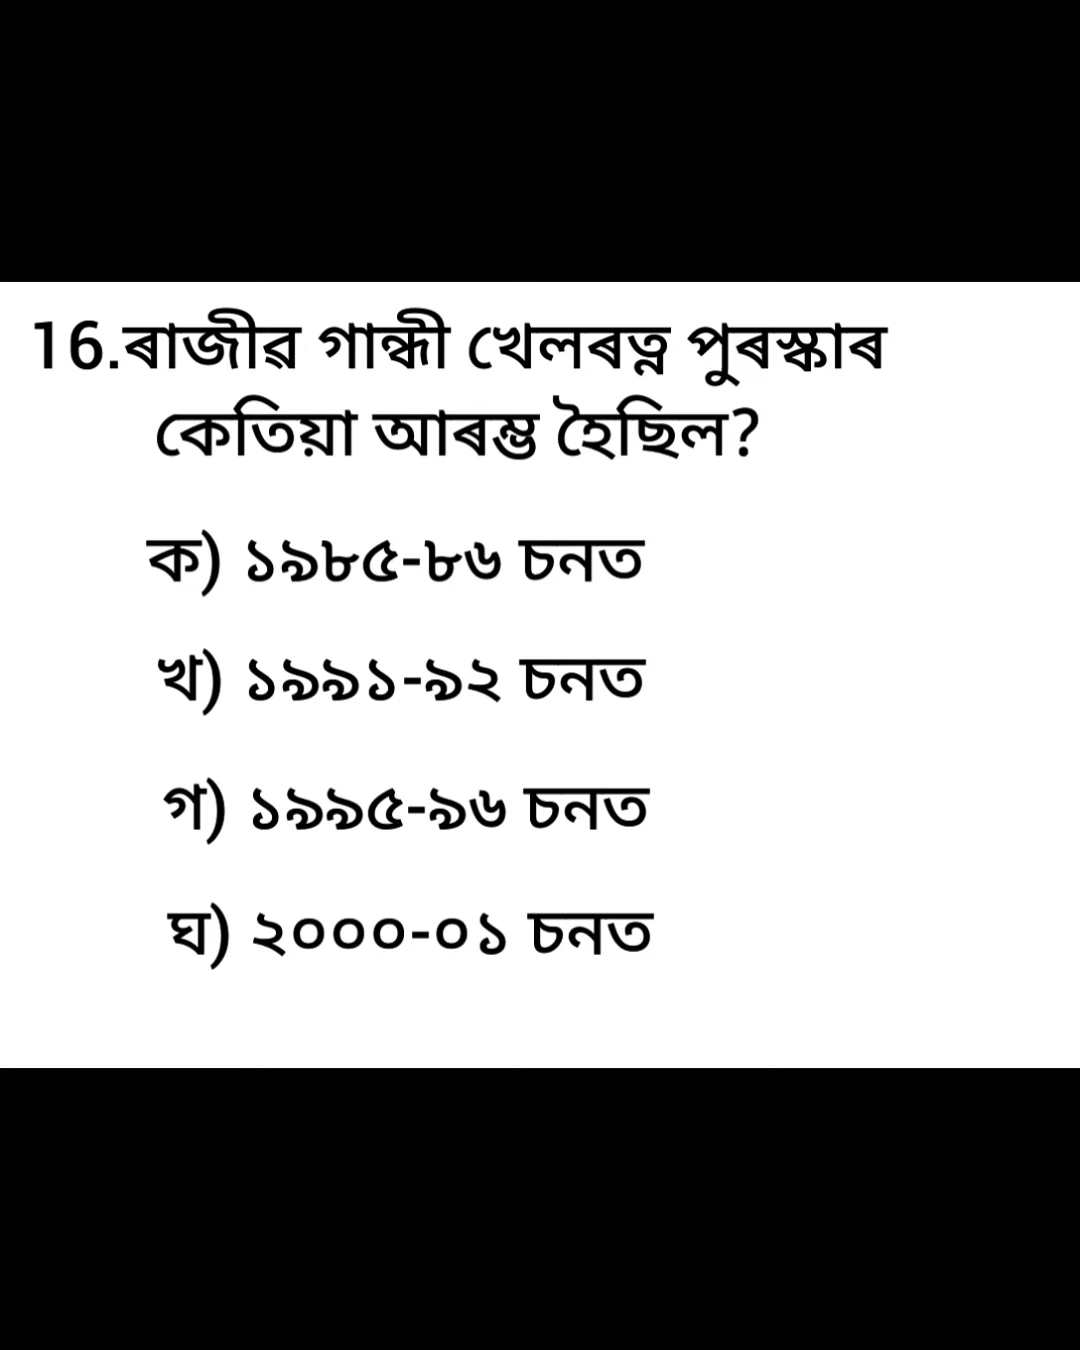 16.ৰাজীৱ গান্ধী খেলৰত্ন পুৰস্কাৰ
কেতিয়া আৰম্ভ হৈছিল?
ক) ১৯৮৫-৮৬ চনত
খ) ১৯৯১-৯২ চনত
গ) ১৯৯৫-৯৬ চনত
ঘ) ২০০০-০১ চনত